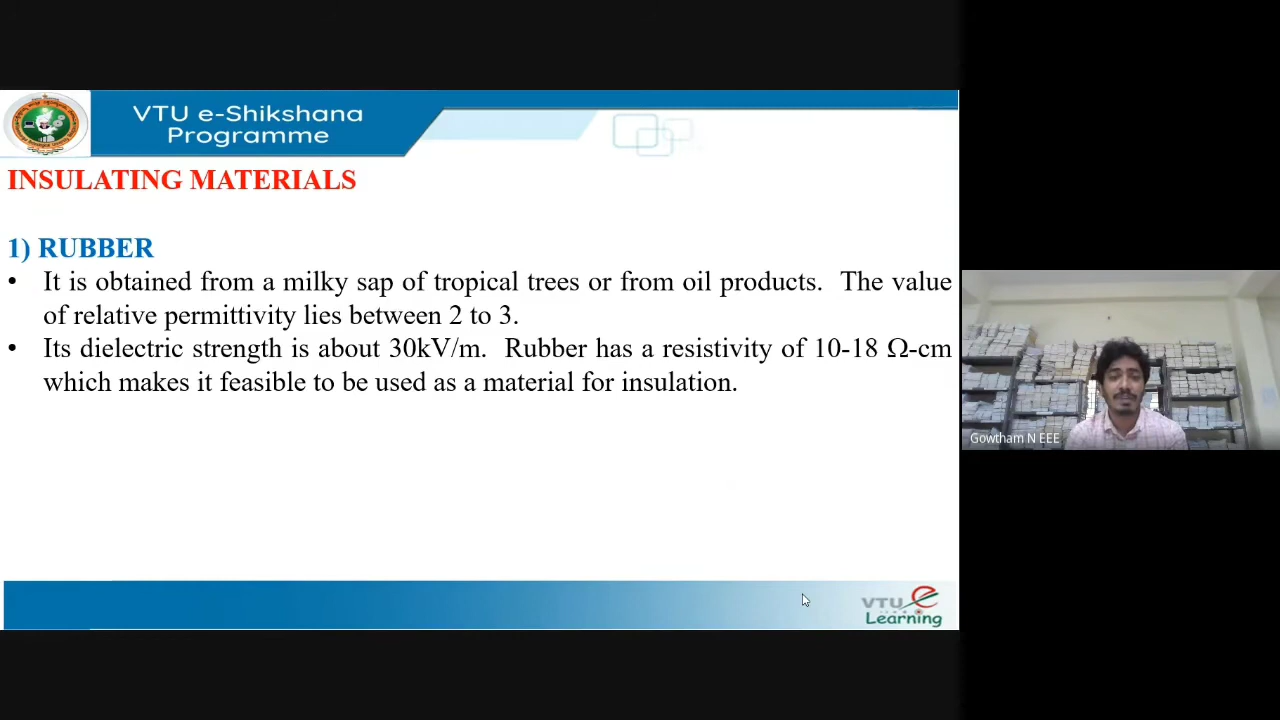 VTU e-Shikshana
Programme
INSULATING MATERIALS
1) RUBBER
• It is obtained from a milky sap of tropical trees or from oil products. The value
of relative permittivity lies between 2 to 3.
• Its dielectric strength is about 30kV/m. Rubber has a resistivity of 10-18 Ω-cm
which makes it feasible to be used as a material for insulation.
Gowtham N EEE
VTU e
Learning